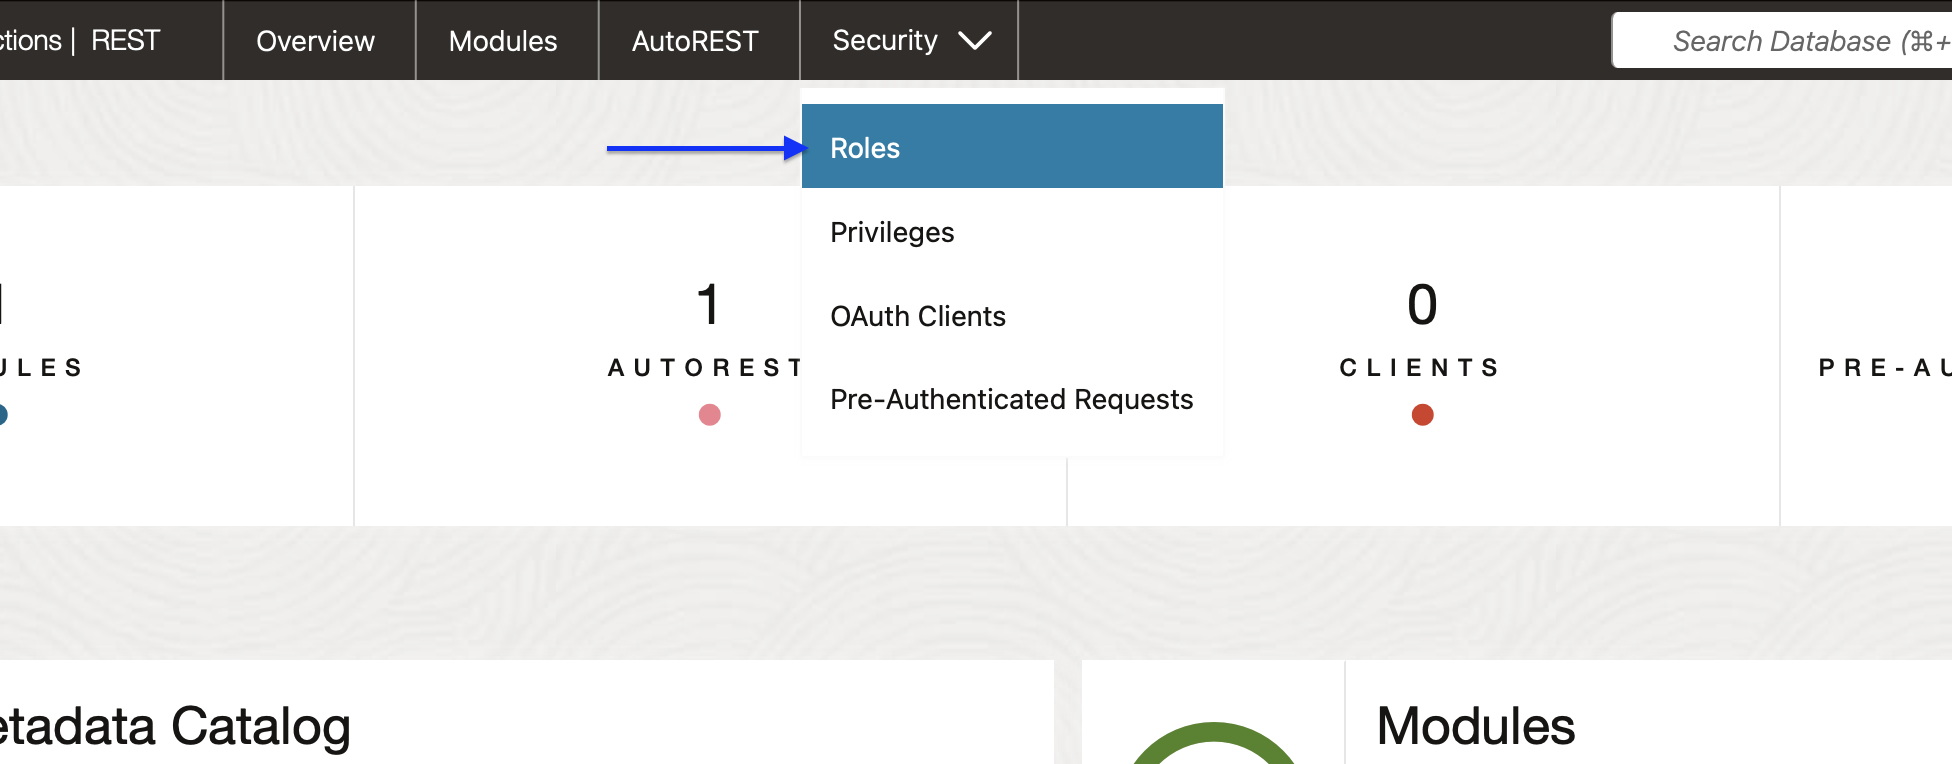 ctions | REST Overview Modules AutoREST Security Search Database (⌘+
Roles
Privileges
OAuth Clients
Pre-Authenticated Requests
1 1 0
ULES AUTOREST CLIENTS PRE-AU
etadata Catalog Modules